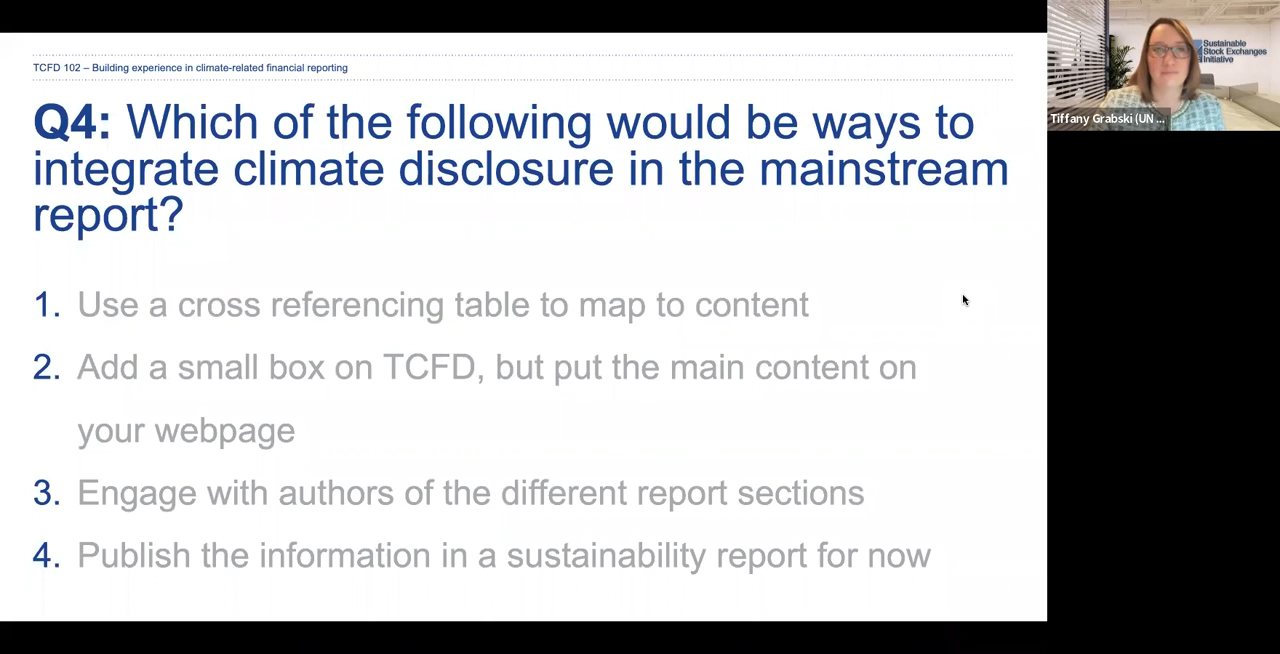 TCFD 102 – Building experience in climate-related financial reporting
Q4: Which of the following would be ways to
integrate climate disclosure in the mainstream
report?
1. Use a cross referencing table to map to content
2. Add a small box on TCFD, but put the main content on
your webpage
3. Engage with authors of the different report sections
4. Publish the information in a sustainability report for now
Sustainable
Stock Exchanges
Initiative
Tiffany Grabski (UN ...